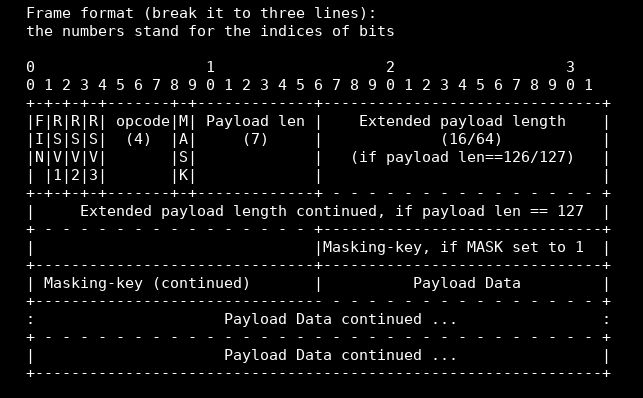 Frame format (break it to three lines):
the numbers stand for the indices of bits

0                   1                   2                   3
0 1 2 3 4 5 6 7 8 9 0 1 2 3 4 5 6 7 8 9 0 1 2 3 4 5 6 7 8 9 0 1
+-+-+-+-+-------+-+-------------+-------------------------------+
|F|R|R|R| opcode|M| Payload len |    Extended payload length    |
|I|S|S|S|  (4)  |A|     (7)     |             (16/64)           |
|N|V|V|V|       |S|             |   (if payload len==126/127)   |
| |1|2|3|       |K|             |                               |
+-+-+-+-+-------+-+-------------+- - - - - - - - - - - - - - - -+
|     Extended payload length continued, if payload len == 127  |
+ - - - - - - - - - - - - - - - +-------------------------------+
|                               |Masking-key, if MASK set to 1  |
+-------------------------------+-------------------------------+
| Masking-key (continued)       |          Payload Data         |
+-------------------------------- - - - - - - - - - - - - - - - +
:                     Payload Data continued ...                :
+ - - - - - - - - - - - - - - - - - - - - - - - - - - - - - - - +
|                     Payload Data continued ...                |
+---------------------------------------------------------------+